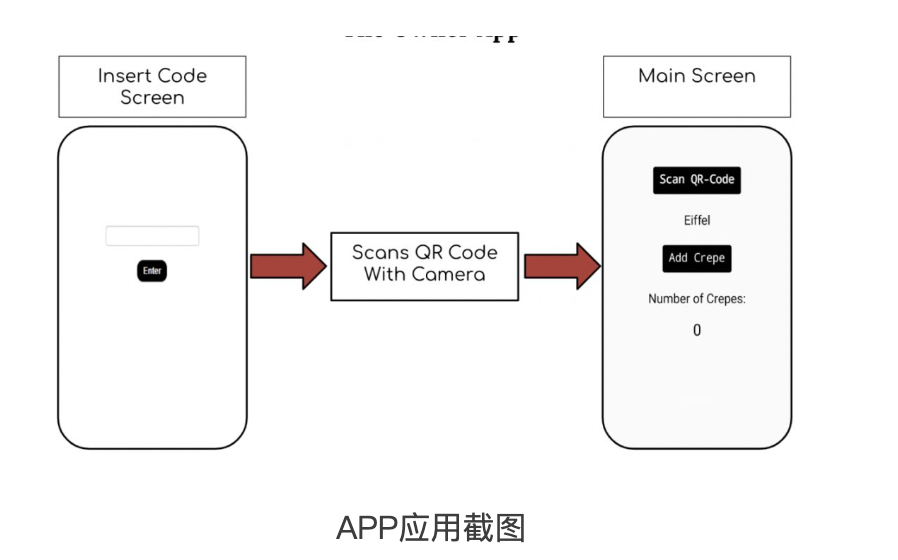 Insert Code
Screen
Enter
Scans QR Code
With Camera
Main Screen
Scan QR-Code
Eiffel
Add Crepe
Number of Crepes:
0
APP应用截图